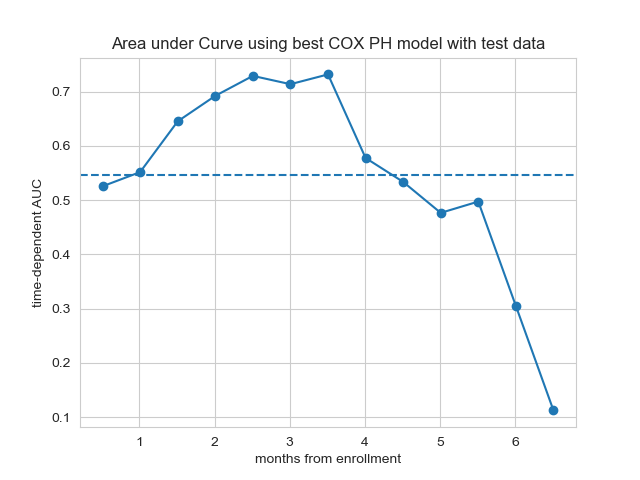 Area under Curve using best COX PH model with test data
time-dependent AUC
0.7
0.6
0.5
0.4
0.3
0.2
0.1
1 2 3 4 5 6
months from enrollment